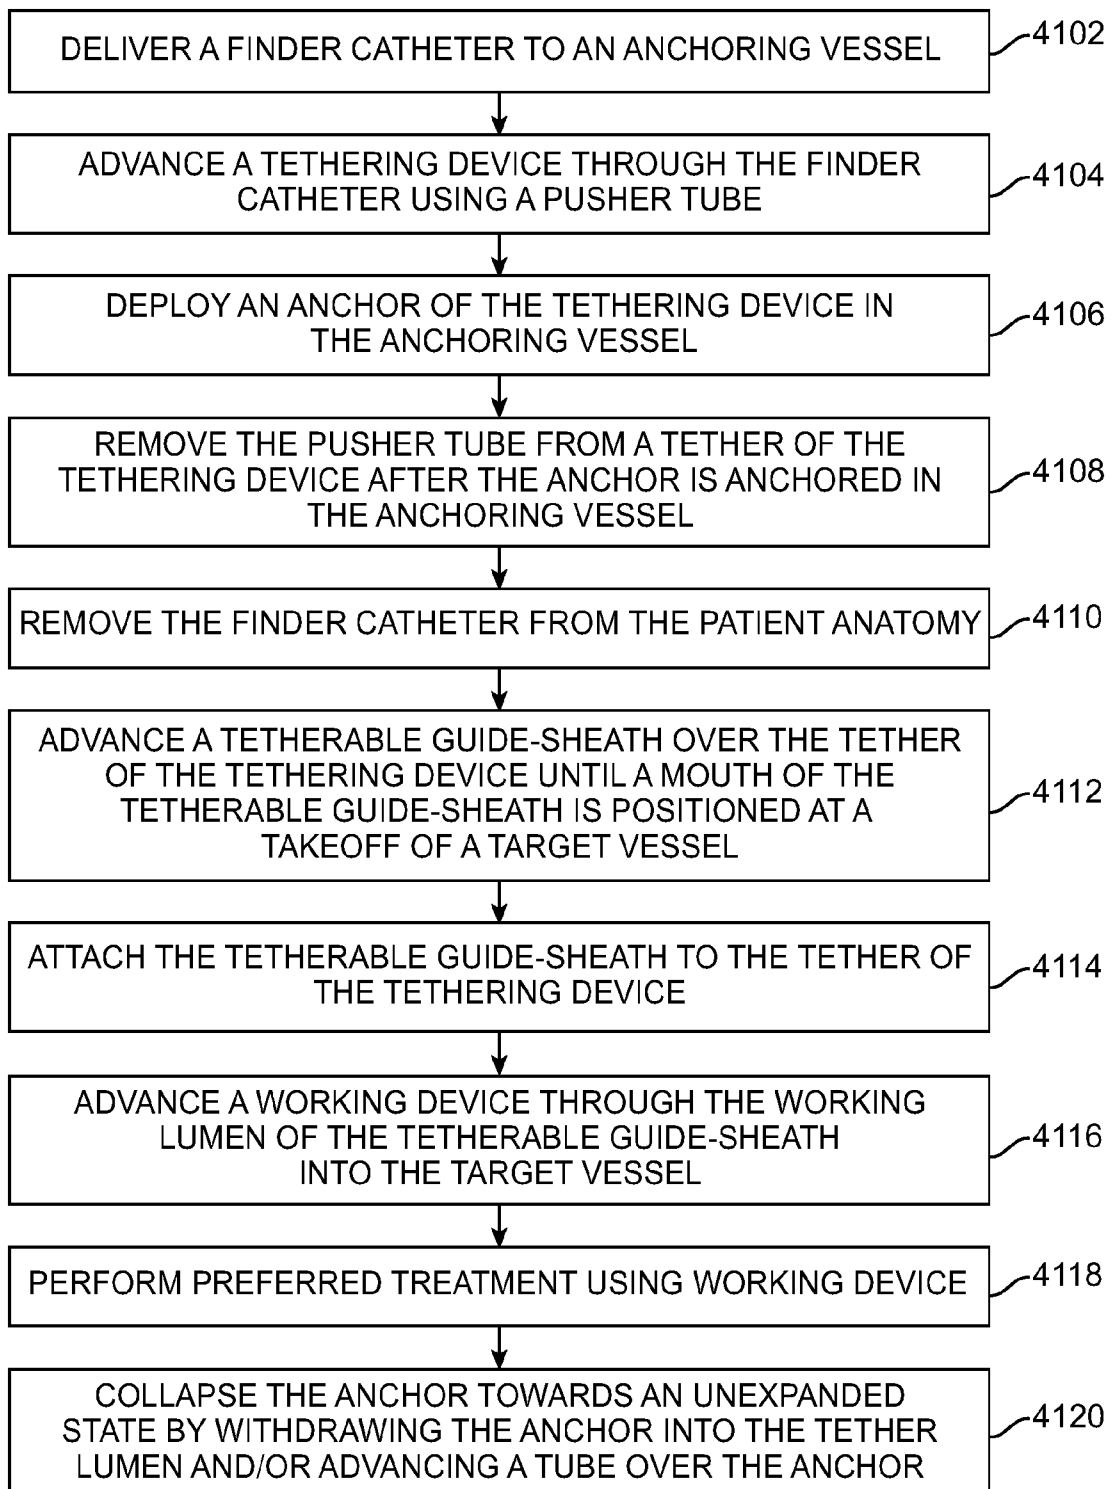 DELIVER A FINDER CATHETER TO AN ANCHORING VESSEL
4102
ADVANCE A TETHERING DEVICE THROUGH THE FINDER
CATHETER USING A PUSHER TUBE
4104
DEPLOY AN ANCHOR OF THE TETHERING DEVICE IN
THE ANCHORING VESSEL
4106
REMOVE THE PUSHER TUBE FROM A TETHER OF THE
TETHERING DEVICE AFTER THE ANCHOR IS ANCHORED IN
THE ANCHORING VESSEL
4108
REMOVE THE FINDER CATHETER FROM THE PATIENT ANATOMY
4110
ADVANCE A TETHERABLE GUIDE-SHEATH OVER THE TETHER
OF THE TETHERING DEVICE UNTIL A MOUTH OF THE
TETHERABLE GUIDE-SHEATH IS POSITIONED AT A
TAKEOFF OF A TARGET VESSEL
4112
ATTACH THE TETHERABLE GUIDE-SHEATH TO THE TETHER OF
THE TETHERING DEVICE
4114
ADVANCE A WORKING DEVICE THROUGH THE WORKING
LUMEN OF THE TETHERABLE GUIDE-SHEATH
INTO THE TARGET VESSEL
4116
PERFORM PREFERRED TREATMENT USING WORKING DEVICE
4118
COLLAPSE THE ANCHOR TOWARDS AN UNEXPANDED
STATE BY WITHDRAWING THE ANCHOR INTO THE TETHER
LUMEN AND/OR ADVANCING A TUBE OVER THE ANCHOR
4120